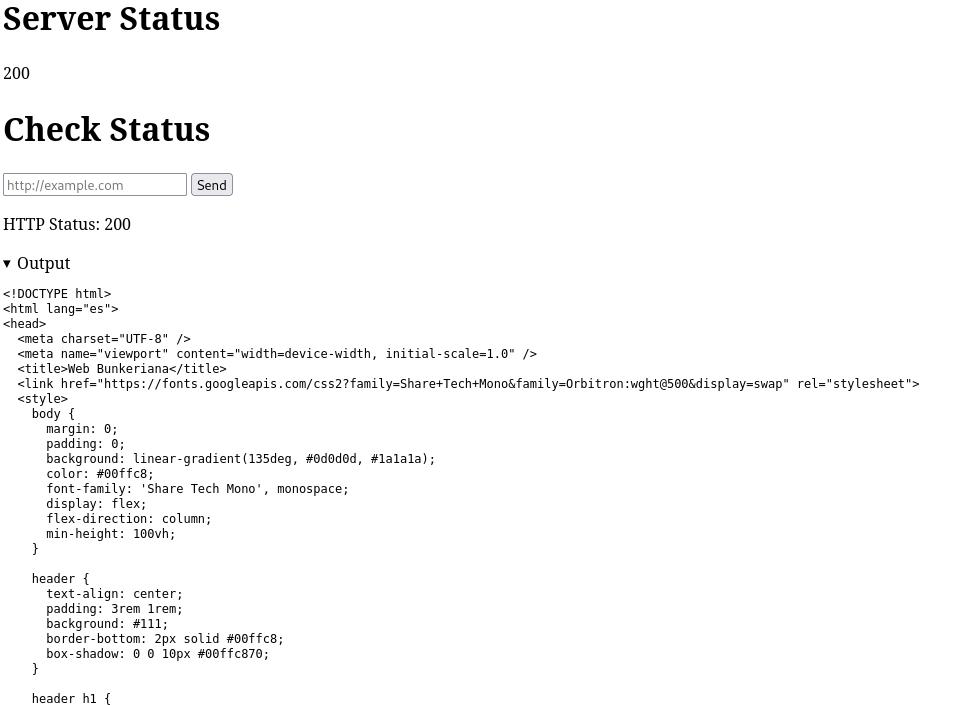 Server Status
200
Check Status
http://example.com Send
HTTP Status: 200
▾ Output
<!DOCTYPE html>
<html lang="es">
<head>
  <meta charset="UTF-8" />
  <meta name="viewport" content="width=device-width, initial-scale=1.0" />
  <title>Web Bunkeriana</title>
  <link href="https://fonts.googleapis.com/css2?family=Share+Tech+Mono&family=Orbitron:wght@500&display=swap" rel="stylesheet">
  <style>
    body {
      margin: 0;
      padding: 0;
      background: linear-gradient(135deg, #0d0d0d, #1a1a1a);
      color: #00ffc8;
      font-family: 'Share Tech Mono', monospace;
      display: flex;
      flex-direction: column;
      min-height: 100vh;
    }

    header {
      text-align: center;
      padding: 3rem 1rem;
      background: #111;
      border-bottom: 2px solid #00ffc8;
      box-shadow: 0 0 10px #00ffc870;
    }

    header h1 {